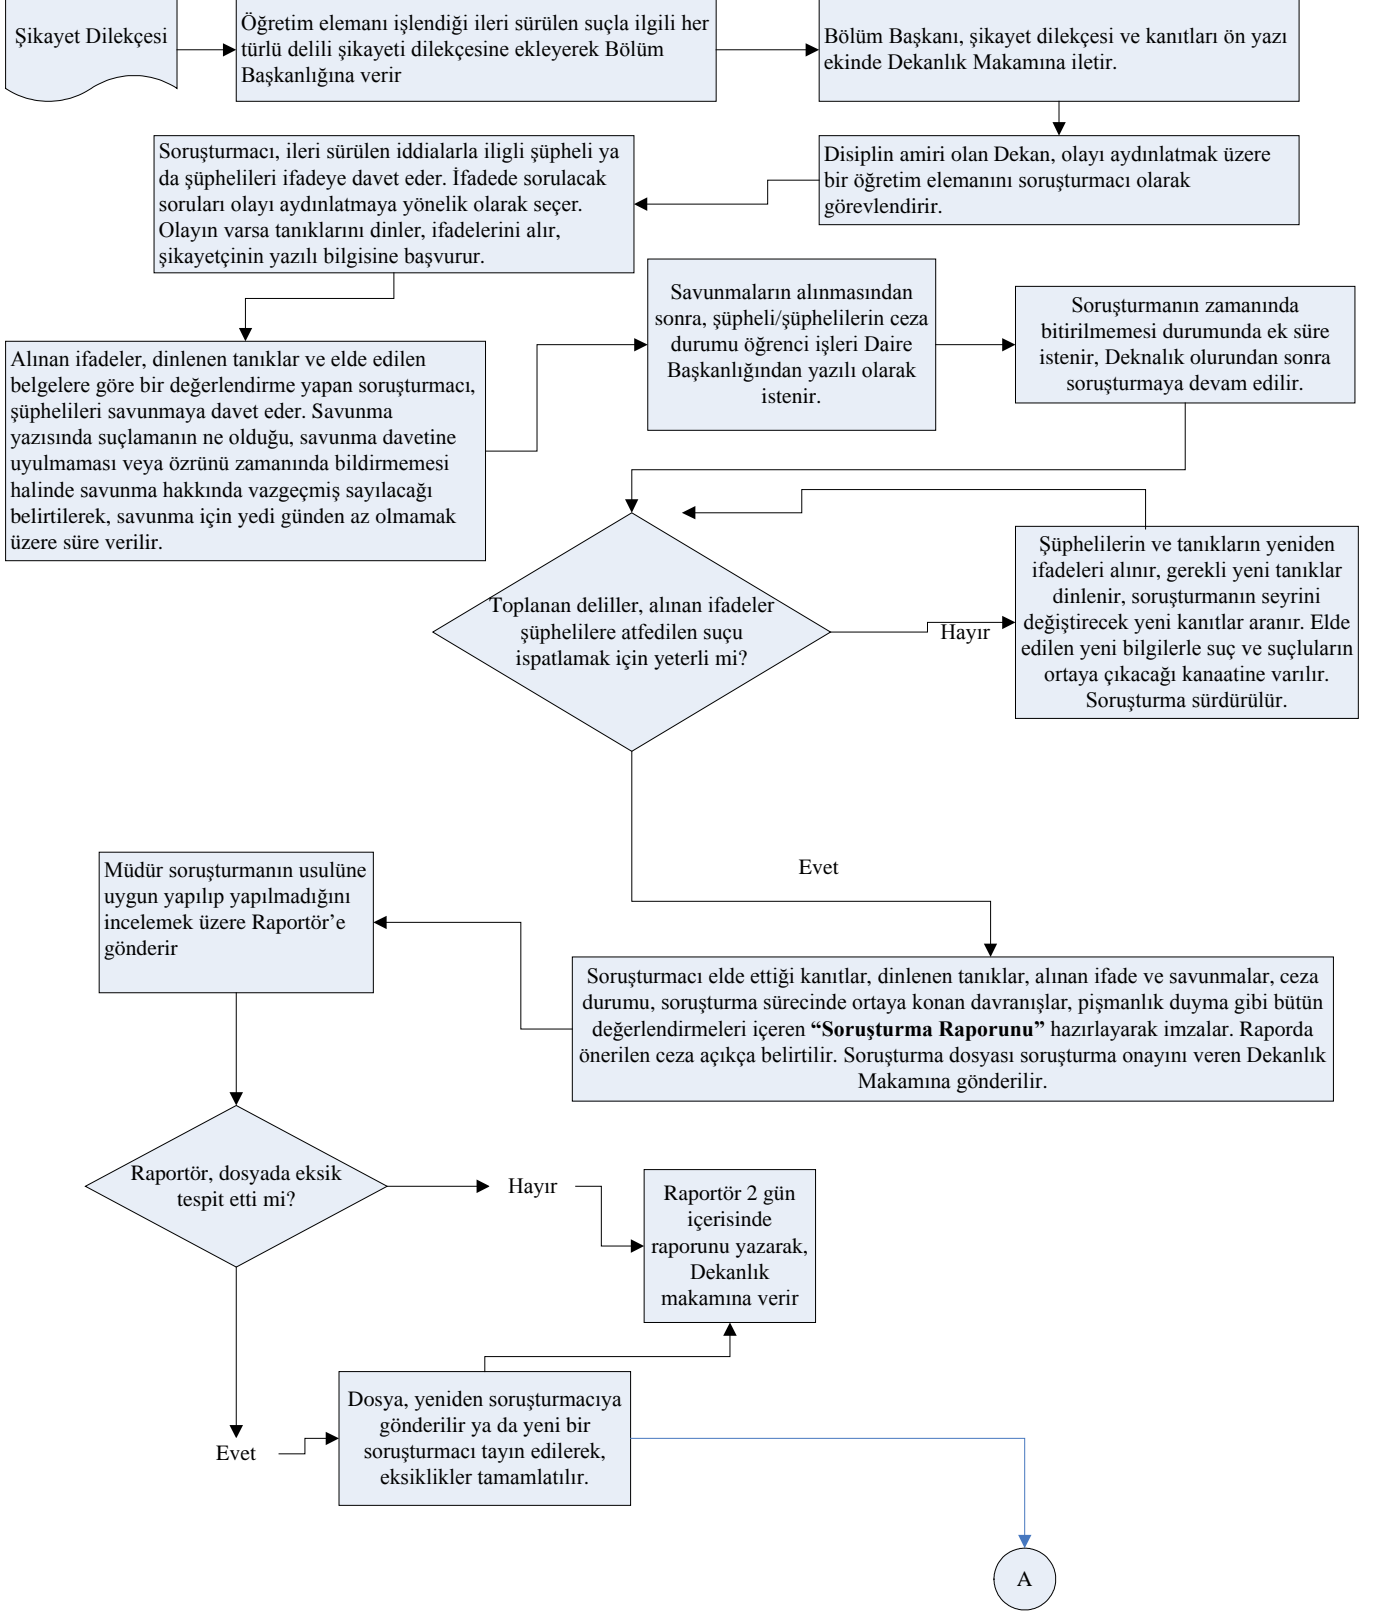 Şikayet Dilekçesi
Öğretim elemanı işlendiği ileri sürülen suçla ilgili her
türlü delili şikayeti dilekçesine ekleyerek Bölüm
Başkanlığına verir
Bölüm Başkanı, şikayet dilekçesi ve kanıtları ön yazı
ekinde Dekanlık Makamına iletir.
Disiplin amiri olan Dekan, olayı aydınlatmak üzere
bir öğretim elemanını soruşturmacı olarak
görevlendirir.
Soruşturmacı, ileri sürülen iddialarla iligli şüpheli ya
da şüphelileri ifadeye davet eder. İfadede sorulacak
soruları olayı aydınlatmaya yönelik olarak seçer.
Olayın varsa tanıklarını dinler, ifadelerini alır,
şikayetçinin yazılı bilgisine başvurur.
Alınan ifadeler, dinlenen tanıklar ve elde edilen
belgelere göre bir değerlendirme yapan soruşturmacı,
şüphelileri savunmaya davet eder. Savunma
yazısında suçlamanın ne olduğu, savunma davetine
uyulmaması veya özrünü zamanında bildirmemesi
halinde savunma hakkında vazgeçmiş sayılacağı
belirtilerek, savunma için yedi günden az olmamak
üzere süre verilir.
Savunmaların alınmasından
sonra, şüpheli/şüphelilerin ceza
durumu öğrenci işleri Daire
Başkanlığından yazılı olarak
istenir.
Soruşturmanın zamanında
bitirilmemesi durumunda ek süre
istenir, Deknalık olurundan sonra
soruşturmaya devam edilir.
Toplanan deliller, alınan ifadeler
şüphelilere atfedilen suçu
ispatlamak için yeterli mi?
Hayır
Şüphelilerin ve tanıkların yeniden
ifadeleri alınır, gerekli yeni tanıklar
dinlenir, soruşturmanın seyrini
değiştirecek yeni kanıtlar aranır. Elde
edilen yeni bilgilerle suç ve suçluların
ortaya çıkacağı kanaatine varılır.
Soruşturma sürdürülür.
Evet
Soruşturmacı elde ettiği kanıtlar, dinlenen tanıklar, alınan ifade ve savunmalar, ceza
durumu, soruşturma sürecinde ortaya konan davranışlar, pişmanlık duyma gibi bütün
değerlendirmeleri içeren “Soruşturma Raporunu” hazırlayarak imzalar. Raporda
önerilen ceza açıkça belirtilir. Soruşturma dosyası soruşturma onayını veren Dekanlık
Makamına gönderilir.
Müdür soruşturmanın usulüne
uygun yapılıp yapılmadığını
incelemek üzere Raportör’e
gönderir
Raportör, dosyada eksik
tespit etti mi?
Hayır
Raportör 2 gün
içerisinde
raporunu yazarak,
Dekanlık
makamına verir
Evet
Dosya, yeniden soruşturmacıya
gönderilir ya da yeni bir
soruşturmacı tayin edilerek,
eksiklikler tamamlatılır.
A